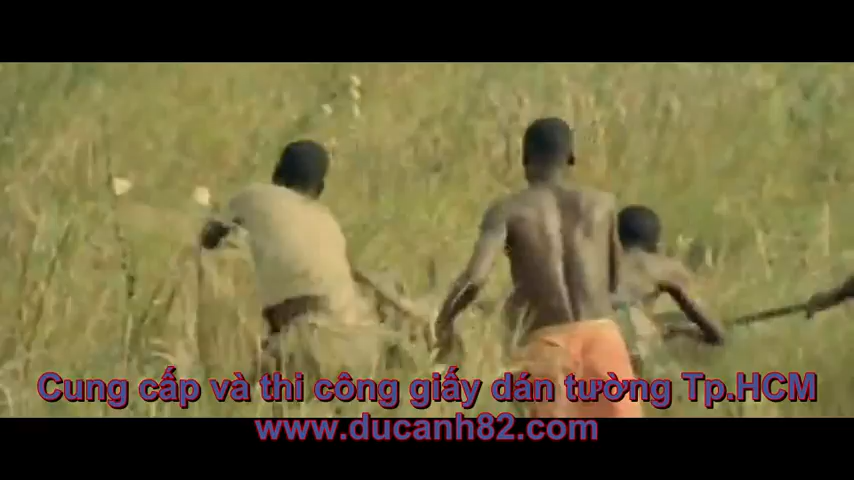 Cung cấp và thi công giấy dán tường Tp.HCM
www.ducanh82.com